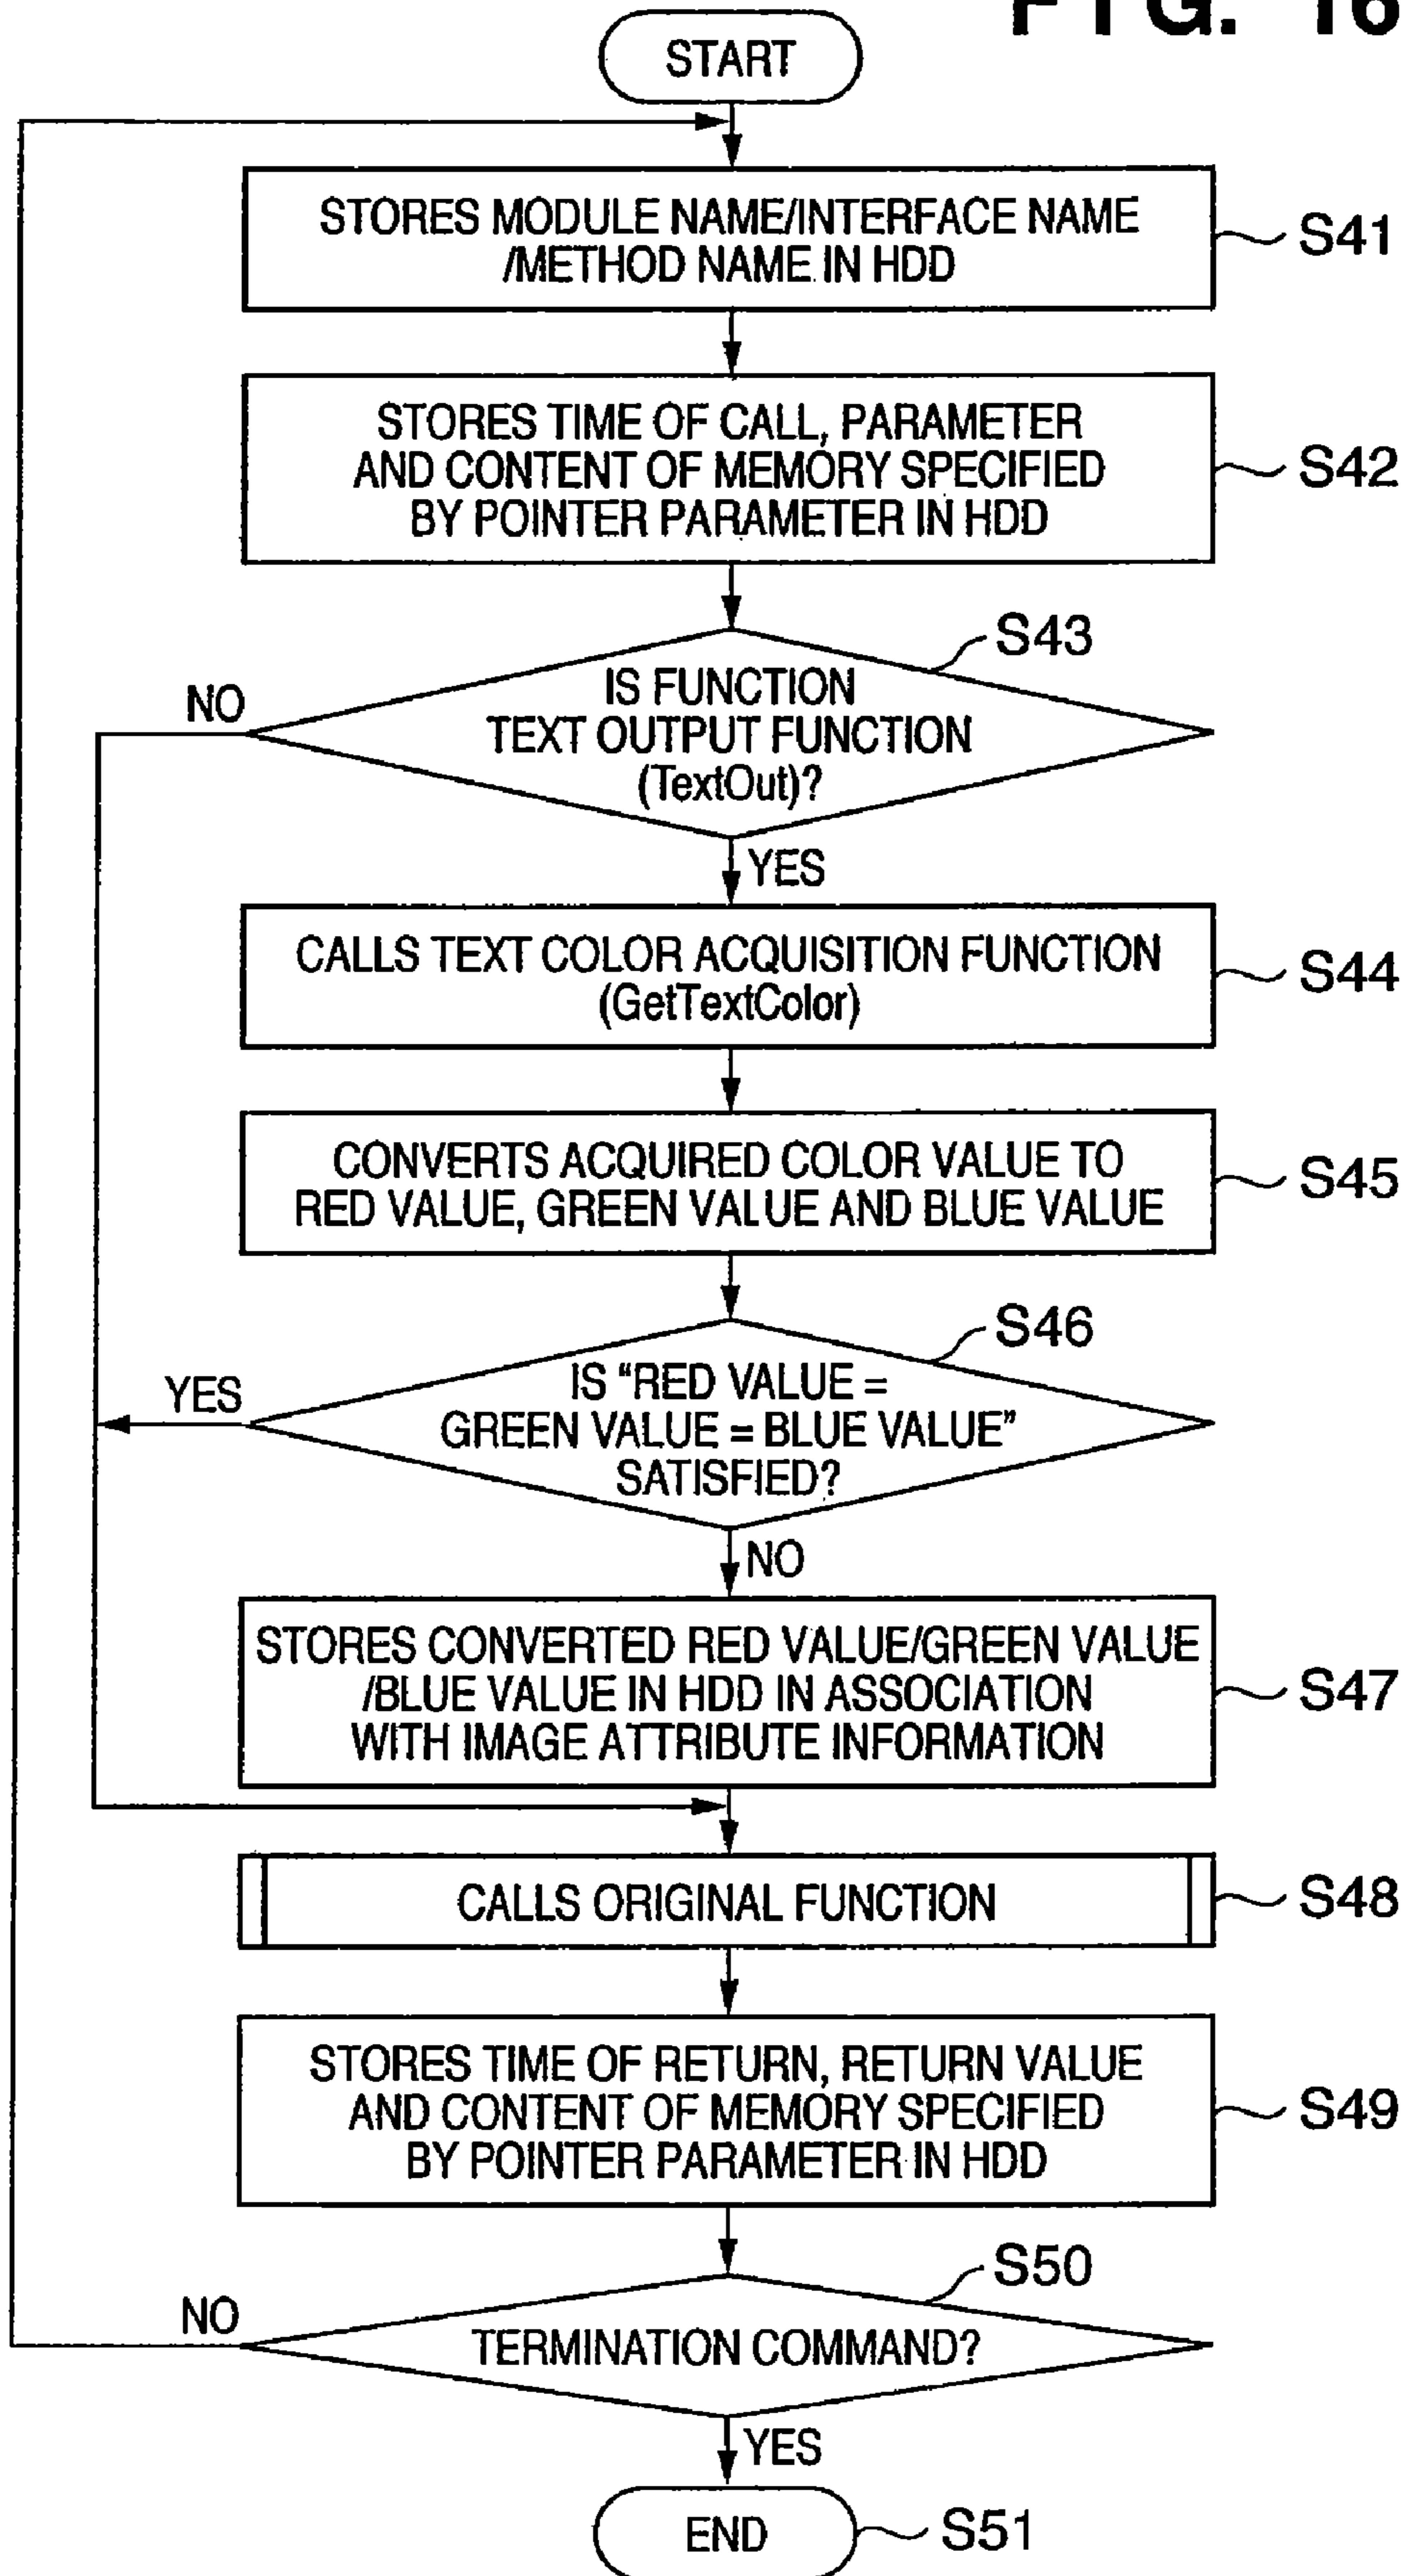 FIG. 16
START
STORES MODULE NAME/INTERFACE NAME
/METHOD NAME IN HDD
S41
STORES TIME OF CALL, PARAMETER
AND CONTENT OF MEMORY SPECIFIED
BY POINTER PARAMETER IN HDD
S42
S43
IS FUNCTION
TEXT OUTPUT FUNCTION
(TextOut)?
NO
YES
CALLS TEXT COLOR ACQUISITION FUNCTION
(GetTextColor)
S44
CONVERTS ACQUIRED COLOR VALUE TO
RED VALUE, GREEN VALUE AND BLUE VALUE
S45
S46
IS “RED VALUE =
GREEN VALUE = BLUE VALUE”
SATISFIED?
YES
NO
STORES CONVERTED RED VALUE/GREEN VALUE
/BLUE VALUE IN HDD IN ASSOCIATION
WITH IMAGE ATTRIBUTE INFORMATION
S47
CALLS ORIGINAL FUNCTION
S48
STORES TIME OF RETURN, RETURN VALUE
AND CONTENT OF MEMORY SPECIFIED
BY POINTER PARAMETER IN HDD
S49
S50
NO
TERMINATION COMMAND?
YES
END
S51